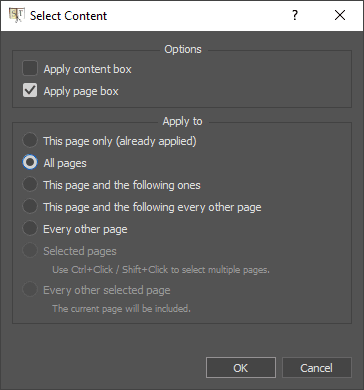 Select Content
Options
Apply content box
Apply page box
Apply to
This page only (already applied)
All pages
This page and the following ones
This page and the following every other page
Every other page
Selected pages
Use Ctrl+Click / Shift+Click to select multiple pages.
Every other selected page
The current page will be included.
OK Cancel